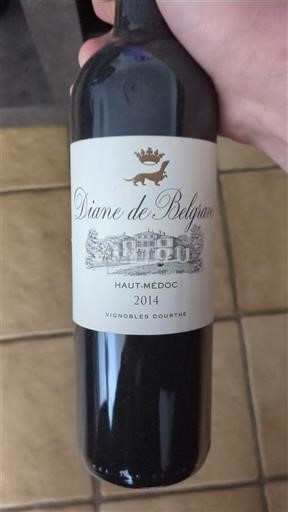 Diane de Belgrave
HAUT-MÉDOC
2014
VIGNOBLES DOURTHE